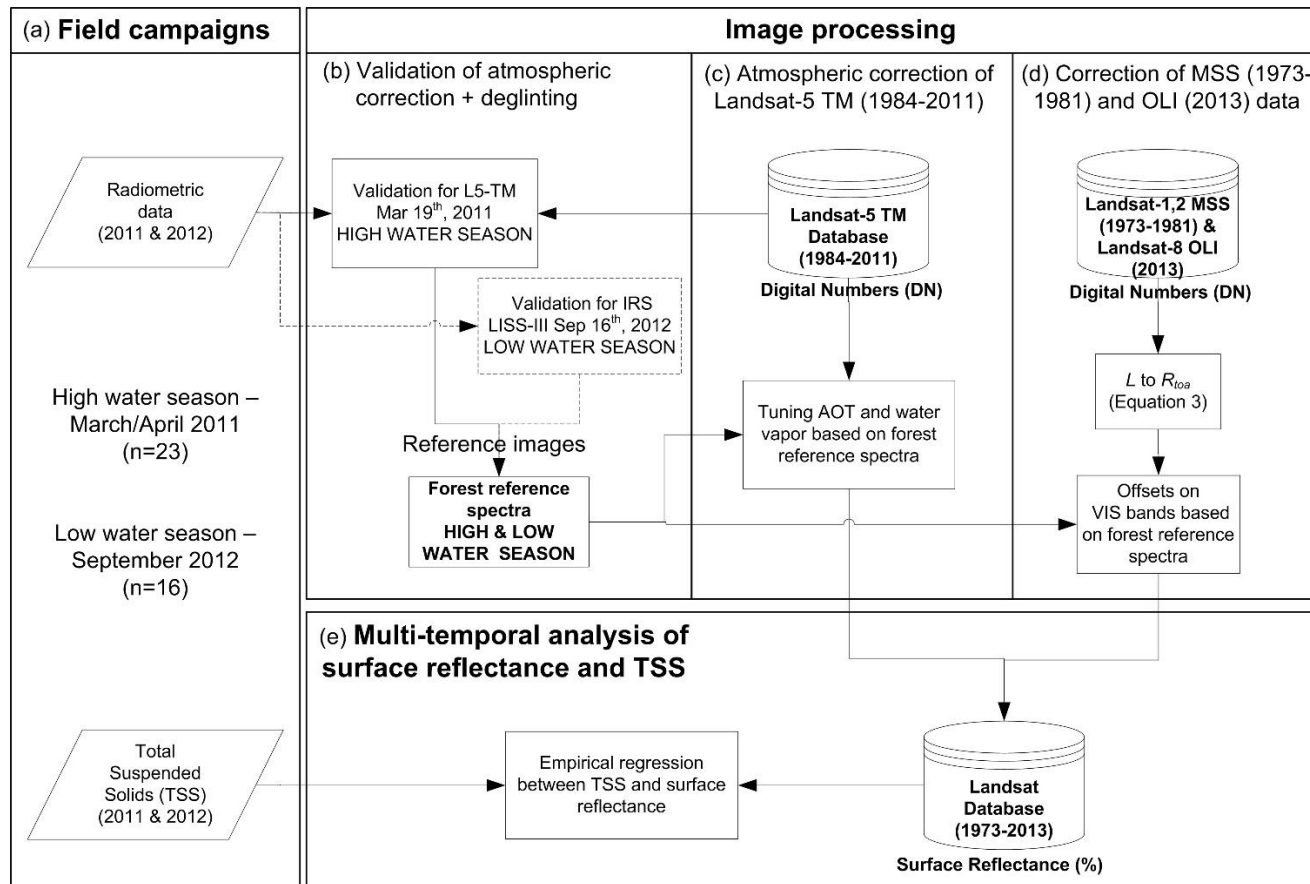 (a) Field campaigns
Radiometric
data
(2011 & 2012)
High water season –
March/April 2011
(n=23)
Low water season –
September 2012
(n=16)
Total
Suspended
Solids (TSS)
(2011 & 2012)
Image processing
(b) Validation of atmospheric
correction + deglinting
Validation for L5-TM
Mar 19th, 2011
HIGH WATER SEASON
Validation for IRS
LISS-III Sep 16th, 2012
LOW WATER SEASON
Reference images
Forest reference
spectra
HIGH & LOW
WATER SEASON
(c) Atmospheric correction of
Landsat-5 TM (1984-2011)
Landsat-5 TM
Database
(1984-2011)
Digital Numbers (DN)
Tuning AOT and water
vapor based on forest
reference spectra
(d) Correction of MSS (1973-
1981) and OLI (2013) data
Landsat-1,2 MSS
(1973-1981) &
Landsat-8 OLI
(2013)
Digital Numbers (DN)
L to Rtoa
(Equation 3)
Offsets on
VIS bands based
on forest reference
spectra
(e) Multi-temporal analysis of
surface reflectance and TSS
Empirical regression
between TSS and surface
reflectance
Landsat
Database
(1973-2013)
Surface Reflectance (%)